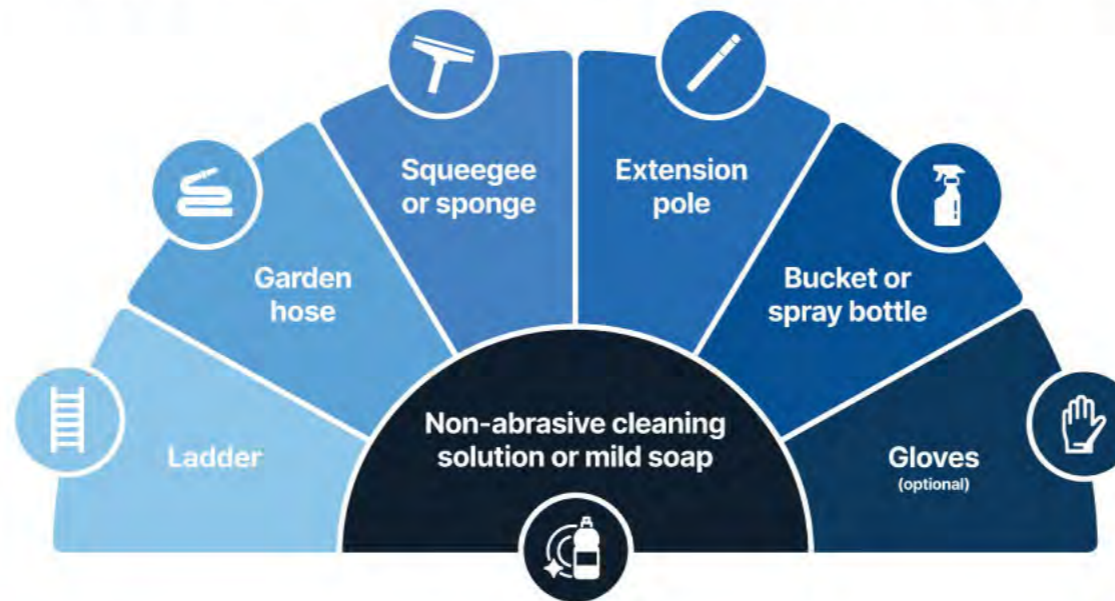 Squeegee
or sponge
Extension
pole
Garden
hose
Bucket or
spray bottle
Ladder
Non-abrasive cleaning
solution or mild soap
Gloves
(optional)